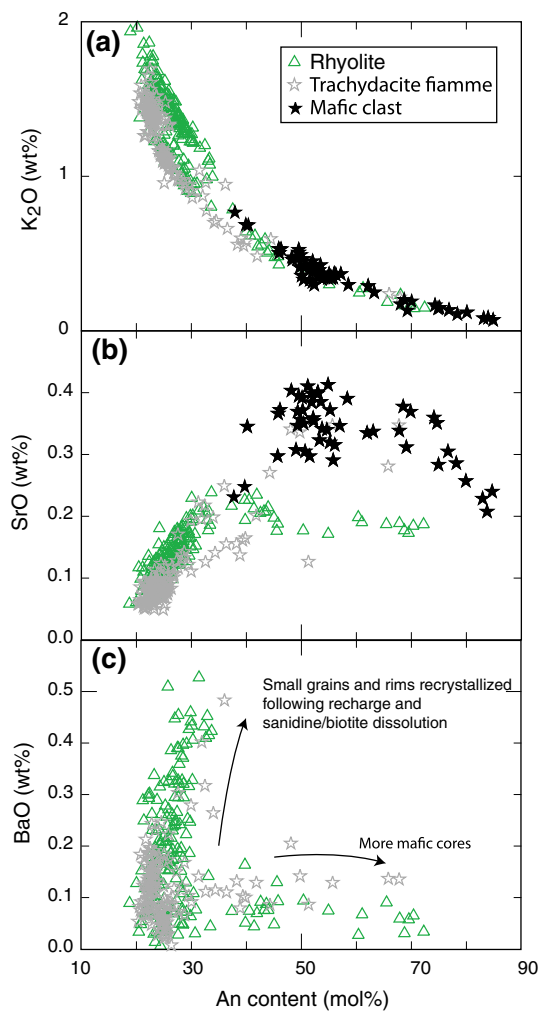 (a)
Rhyolite
Trachydacite fiamme
Mafic clast
2
1
0
K2O (wt%)
(b)
0.4
0.3
0.2
0.1
0.0
SrO (wt%)
(c)
Small grains and rims recrystallized
following recharge and
sanidine/biotite dissolution
More mafic cores
0.5
0.4
0.3
0.2
0.1
0.0
BaO (wt%)
10 30 50 70 90
An content (mol%)